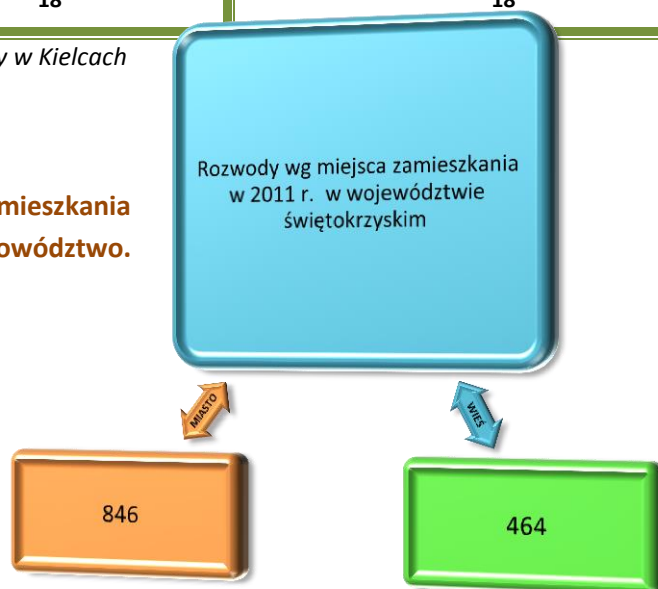 18 18
y w Kielcach
Rozwody wg miejsca zamieszkania
w 2011 r. w województwie
świętokrzyskim
mieszkania
owództwo.
MIASTO WIEŚ
846 464